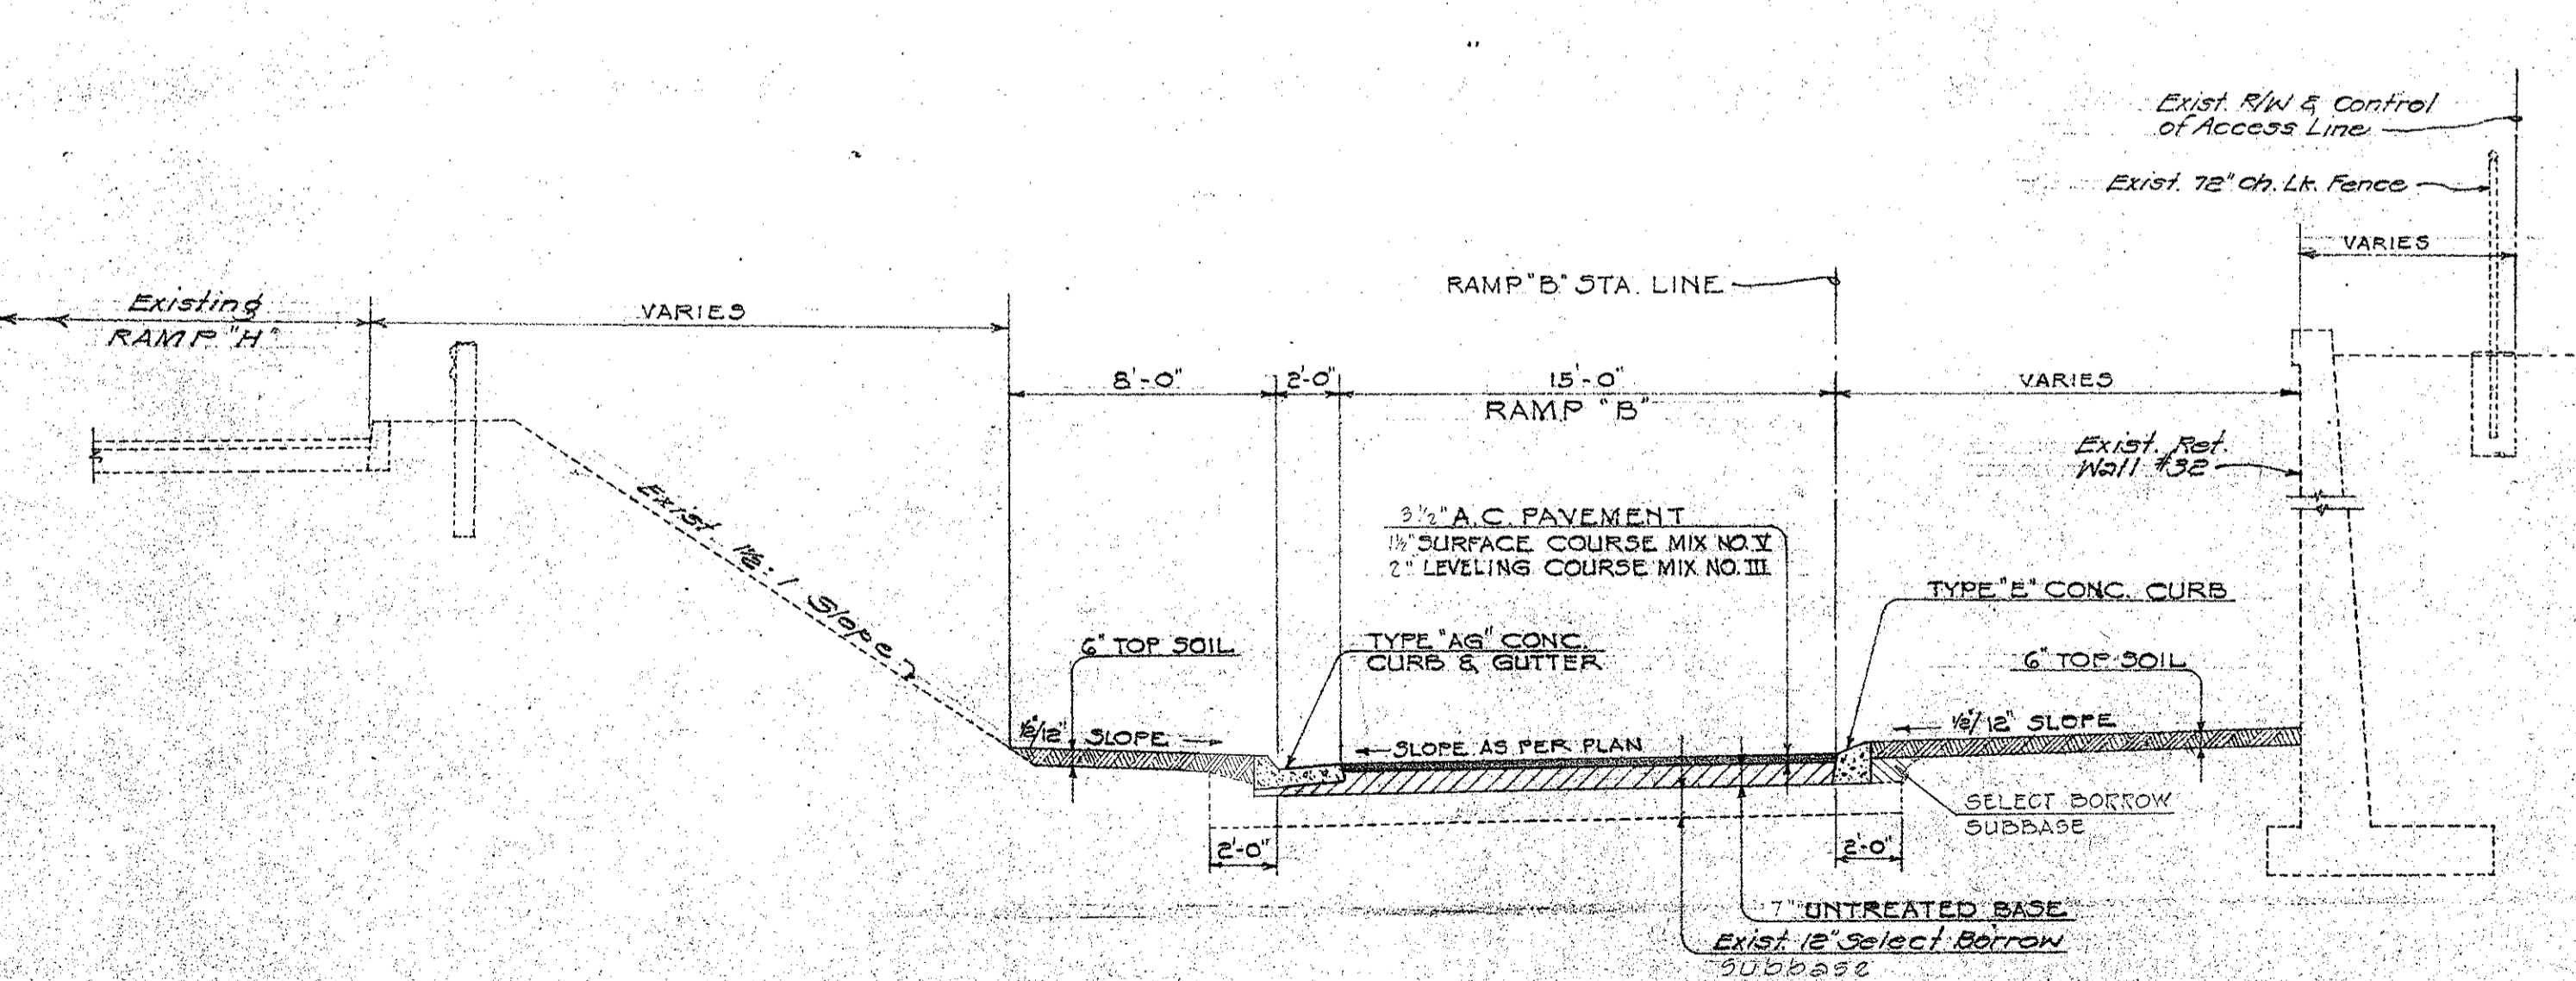 Exist. R/W & Control
of Access Line
Exist. 72" Ch. Lk. Fence
VARIES
RAMP "B" STA. LINE
Existing
RAMP "H"
VARIES
8'-0"
2'-0"
15'-0"
RAMP "B"
VARIES
Exist. Ret.
Wall #32
Exist. 1½:1 Slope
3½" A.C. PAVEMENT
1½" SURFACE COURSE MIX NO. V
2" LEVELING COURSE MIX NO. III
TYPE "E" CONC. CURB
6" TOP SOIL
TYPE "AG" CONC.
CURB & GUTTER
6" TOP SOIL
½"/12" SLOPE
SLOPE AS PER PLAN
½"/12" SLOPE
SELECT BORROW
SUBBASE
2'-0"
2'-0"
7" UNTREATED BASE
Exist. 12" Select Borrow
Subbase